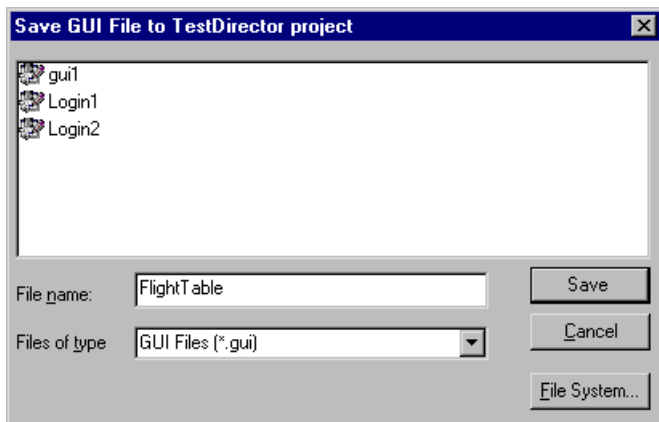 Save GUI File to TestDirector project
gui1
Login1
Login2
File name:
FlightTable
Save
Files of type
GUI Files (*.gui)
Cancel
File System...